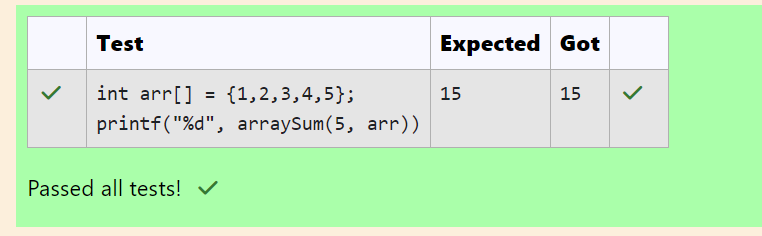 Test Expected Got
int arr[] = {1,2,3,4,5}; 15 15
printf("%d", arraySum(5, arr))
Passed all tests!